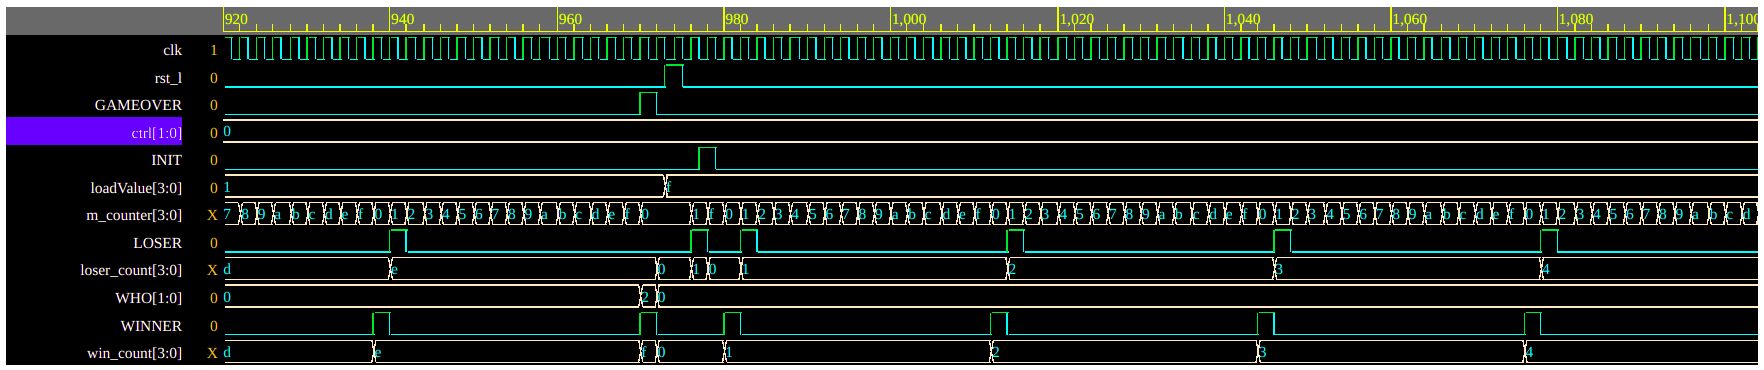 920 940 960 980 1,000 1,020 1,040 1,060 1,080 1,100
clk 1
rst_l 0
GAMEOVER 0
ctrl[1:0] 0 0
INIT 0
loadValue[3:0] 0 1 f
m_counter[3:0] X 7 8 9 a b c d e f 0 1 2 3 4 5 6 7 8 9 a b c d e f 0 1 f 0 1 2 3 4 5 6 7 8 9 a b c d e f 0 1 2 3 4 5 6 7 8 9 a b c d e f 0 1 2 3 4 5 6 7 8 9 a b c d e f 0 1 2 3 4 5 6 7 8 9 a b c d
LOSER 0
loser_count[3:0] X d e 0 1 0 1 2 3 4
WHO[1:0] 0 0 2 0
WINNER 0
win_count[3:0] X d e f 0 1 2 3 4